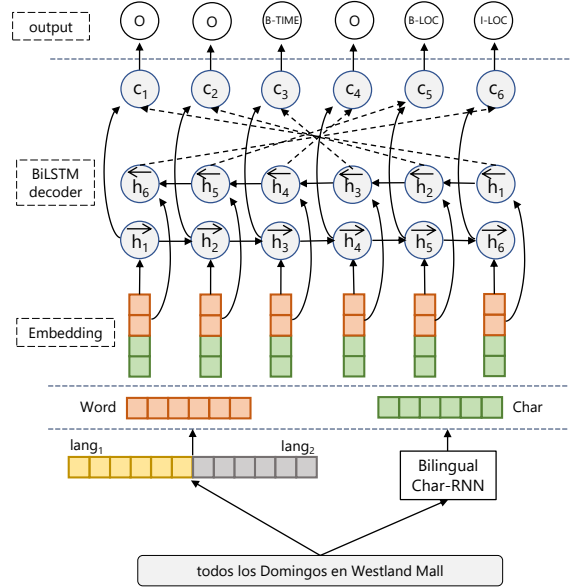 output O O B-TIME O B-LOC I-LOC
c1 c2 c3 c4 c5 c6
BiLSTM
decoder
h6 h5 h4 h3 h2 h1
h1 h2 h3 h4 h5 h6
Embedding
Word Char
lang1 lang2
Bilingual
Char-RNN
todos los Domingos en Westland Mall